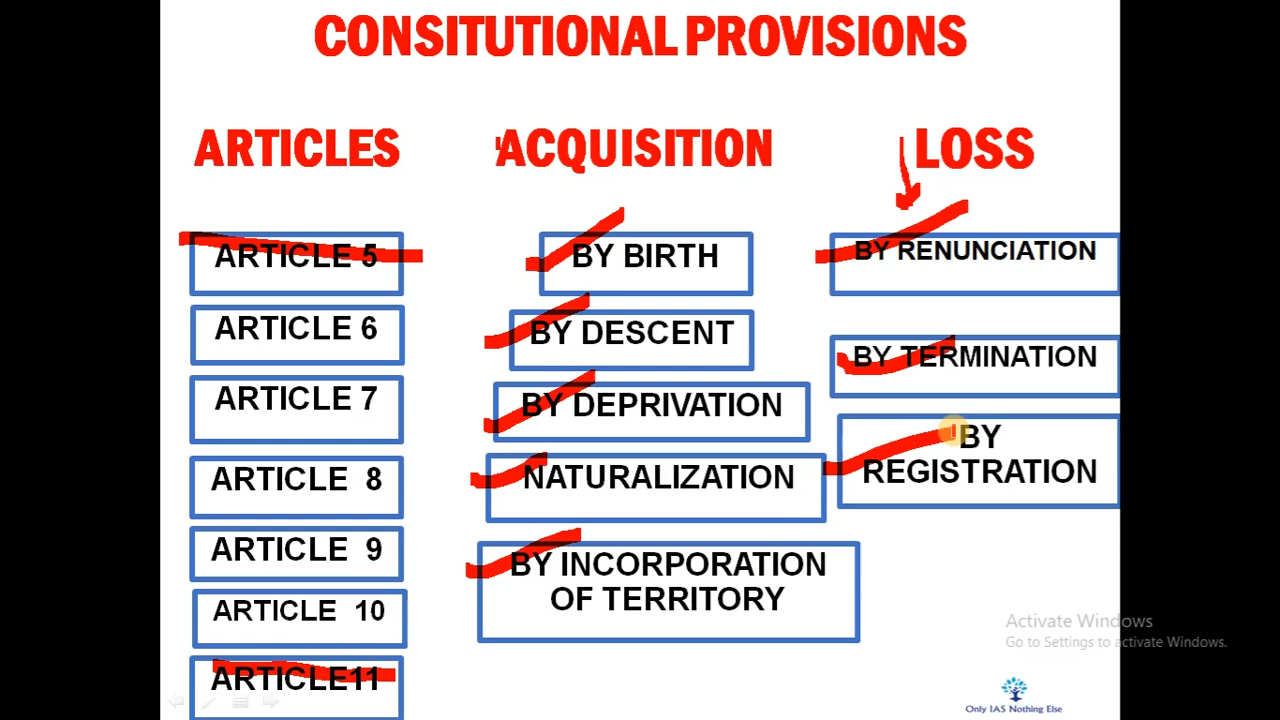 CONSITUTIONAL PROVISIONS
ARTICLES
ARTICLE 5
ARTICLE 6
ARTICLE 7
ARTICLE 8
ARTICLE 9
ARTICLE 10
ARTICLE11
ACQUISITION
BY BIRTH
BY DESCENT
BY DEPRIVATION
NATURALIZATION
BY INCORPORATION
OF TERRITORY
LOSS
BY RENUNCIATION
BY TERMINATION
BY
REGISTRATION
Activate Windows
Go to Settings to activate Windows.
Only IAS Nothing Else